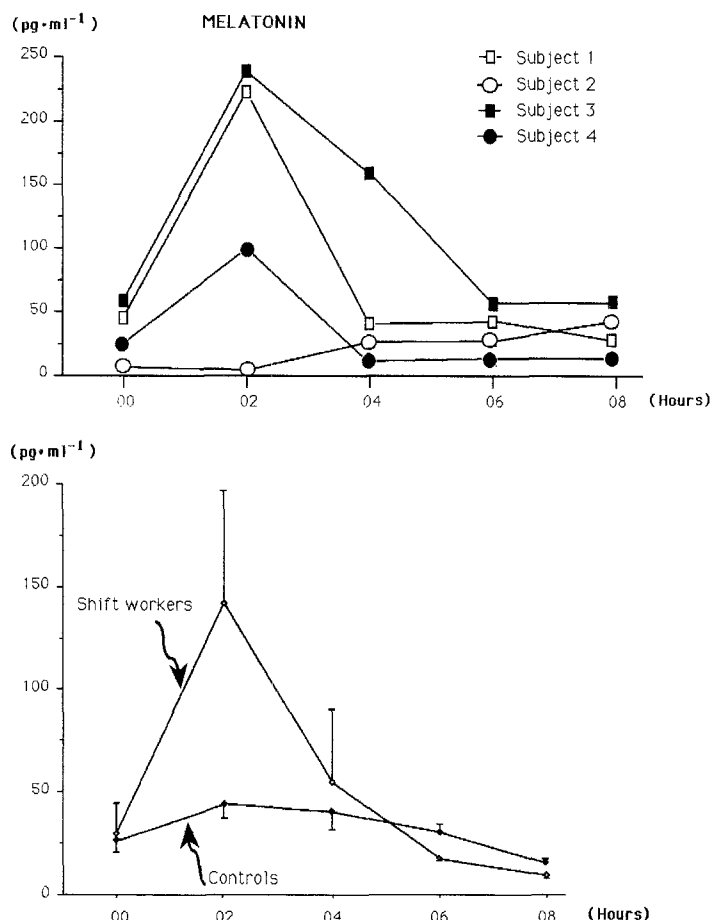 (pg·ml⁻¹) MELATONIN
250
200
150
100
50
0
Subject 1
Subject 2
Subject 3
Subject 4
00 02 04 06 08 (Hours)
(pg·ml⁻¹)
200
150
100
50
0
Shift workers
Controls
00 02 04 06 08 (Hours)